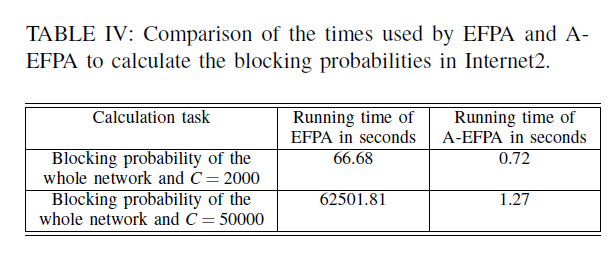 TABLE IV: Comparison of the times used by EFPA and A-
EFPA to calculate the blocking probabilities in Internet2.
Calculation task
Running time of
EFPA in seconds
Running time of
A-EFPA in seconds
Blocking probability of the
whole network and C = 2000
66.68
0.72
Blocking probability of the
whole network and C = 50000
62501.81
1.27